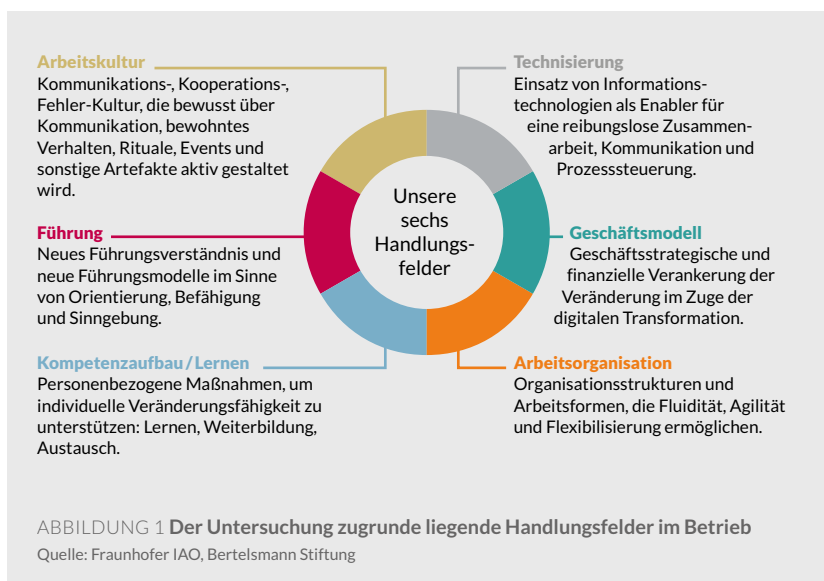 Arbeitskultur
Kommunikations-, Kooperations-,
Fehler-Kultur, die bewusst über
Kommunikation, bewohntes
Verhalten, Rituale, Events und
sonstige Artefakte aktiv gestaltet
wird.
Technisierung
Einsatz von Informations-
technologien als Enabler für
eine reibungslose Zusammen-
arbeit, Kommunikation und
Prozesssteuerung.
Unsere
sechs
Handlungs-
felder
Führung
Neues Führungsverständnis und
neue Führungsmodelle im Sinne
von Orientierung, Befähigung
und Sinngebung.
Geschäftsmodell
Geschäftsstrategische und
finanzielle Verankerung der
Veränderung im Zuge der
digitalen Transformation.
Kompetenzaufbau / Lernen
Personenbezogene Maßnahmen, um
individuelle Veränderungsfähigkeit zu
unterstützen: Lernen, Weiterbildung,
Austausch.
Arbeitsorganisation
Organisationsstrukturen und
Arbeitsformen, die Fluidität, Agilität
und Flexibilisierung ermöglichen.
ABBILDUNG 1 Der Untersuchung zugrunde liegende Handlungsfelder im Betrieb
Quelle: Fraunhofer IAO, Bertelsmann Stiftung